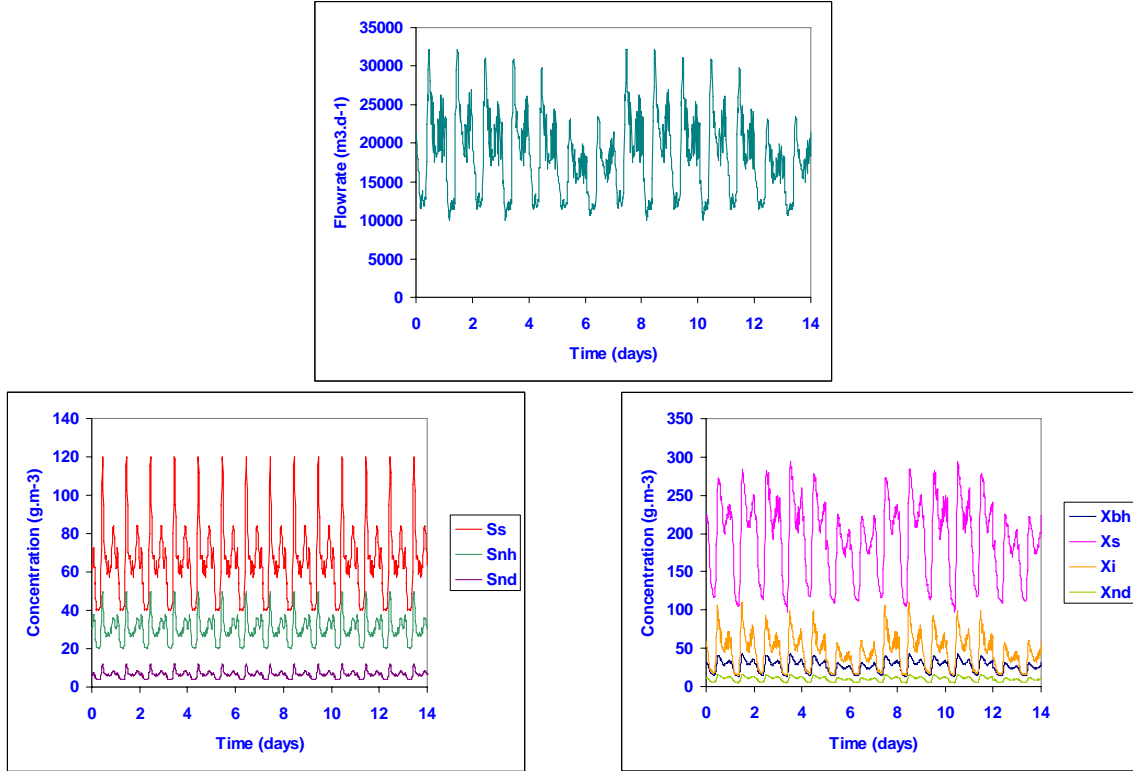 35000
30000
25000
20000
15000
10000
5000
0
Flowrate (m3.d-1)
0 2 4 6 8 10 12 14
Time (days)
140
120
100
80
60
40
20
0
Concentration (g.m-3)
0 2 4 6 8 10 12 14
Time (days)
Ss
Snh
Snd
350
300
250
200
150
100
50
0
Concentration (g.m-3)
0 2 4 6 8 10 12 14
Time (days)
Xbh
Xs
Xi
Xnd